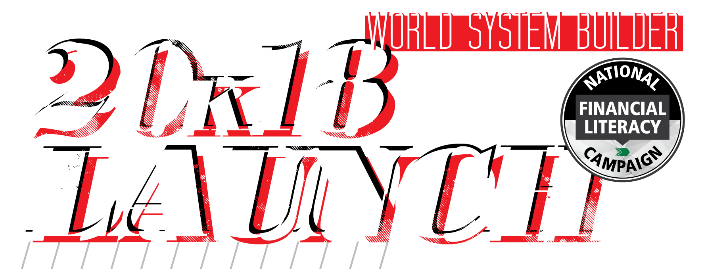 WORLD SYSTEM BUILDER
20K18
LAUNCH
NATIONAL
FINANCIAL
LITERACY
CAMPAIGN